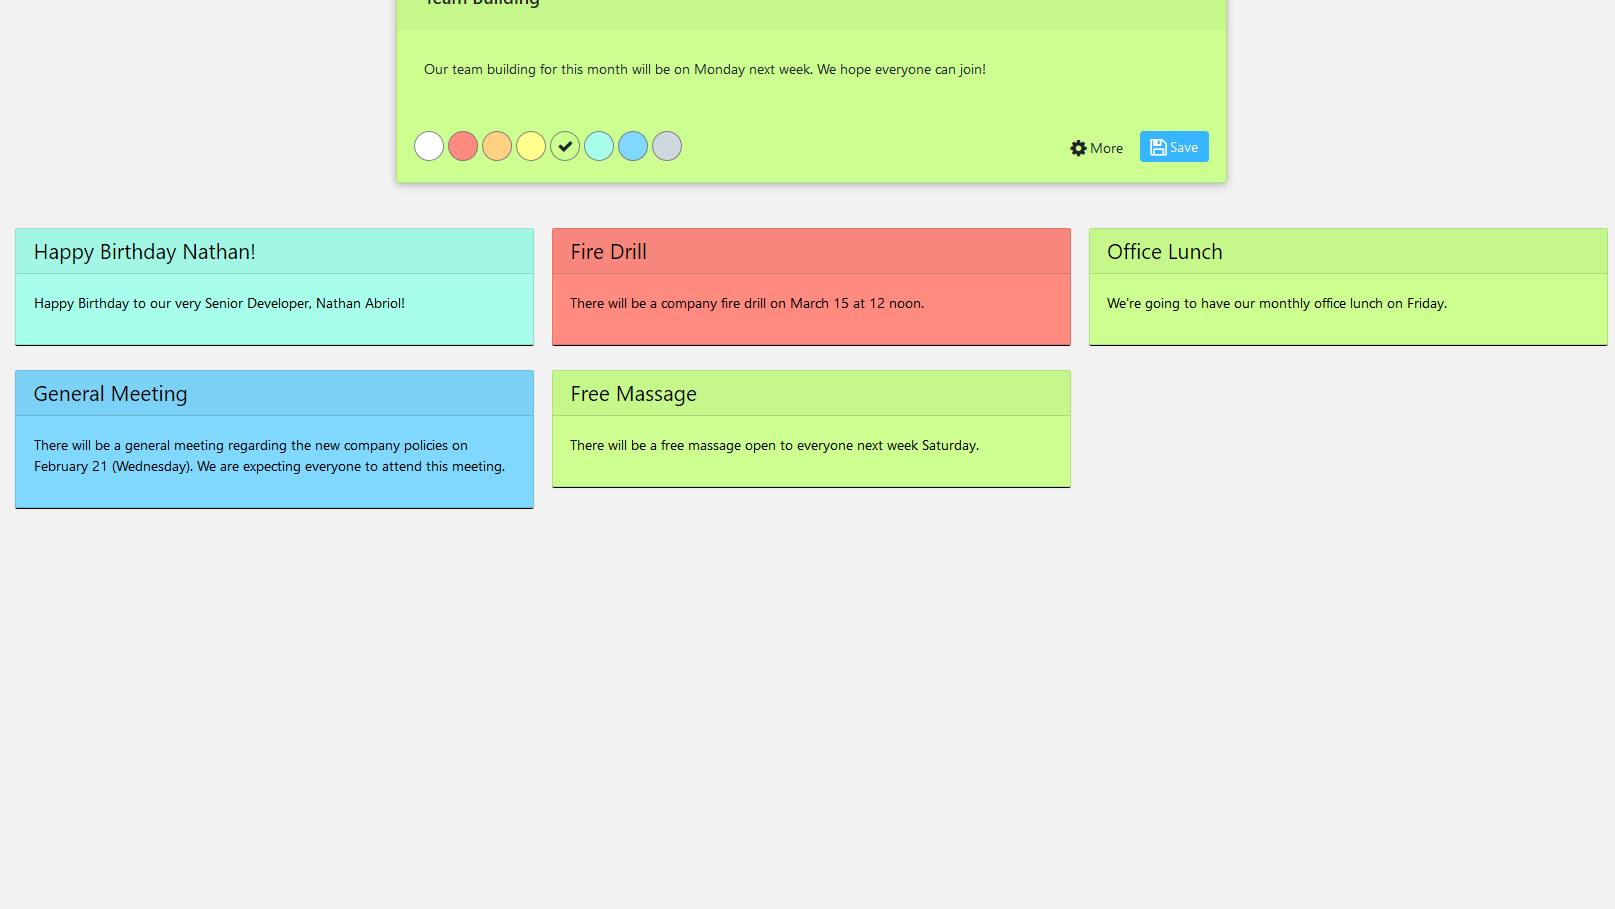 Team Building
Our team building for this month will be on Monday next week. We hope everyone can join!
More
Save
Happy Birthday Nathan!
Happy Birthday to our very Senior Developer, Nathan Abriol!
Fire Drill
There will be a company fire drill on March 15 at 12 noon.
Office Lunch
We're going to have our monthly office lunch on Friday.
General Meeting
There will be a general meeting regarding the new company policies on
February 21 (Wednesday). We are expecting everyone to attend this meeting.
Free Massage
There will be a free massage open to everyone next week Saturday.